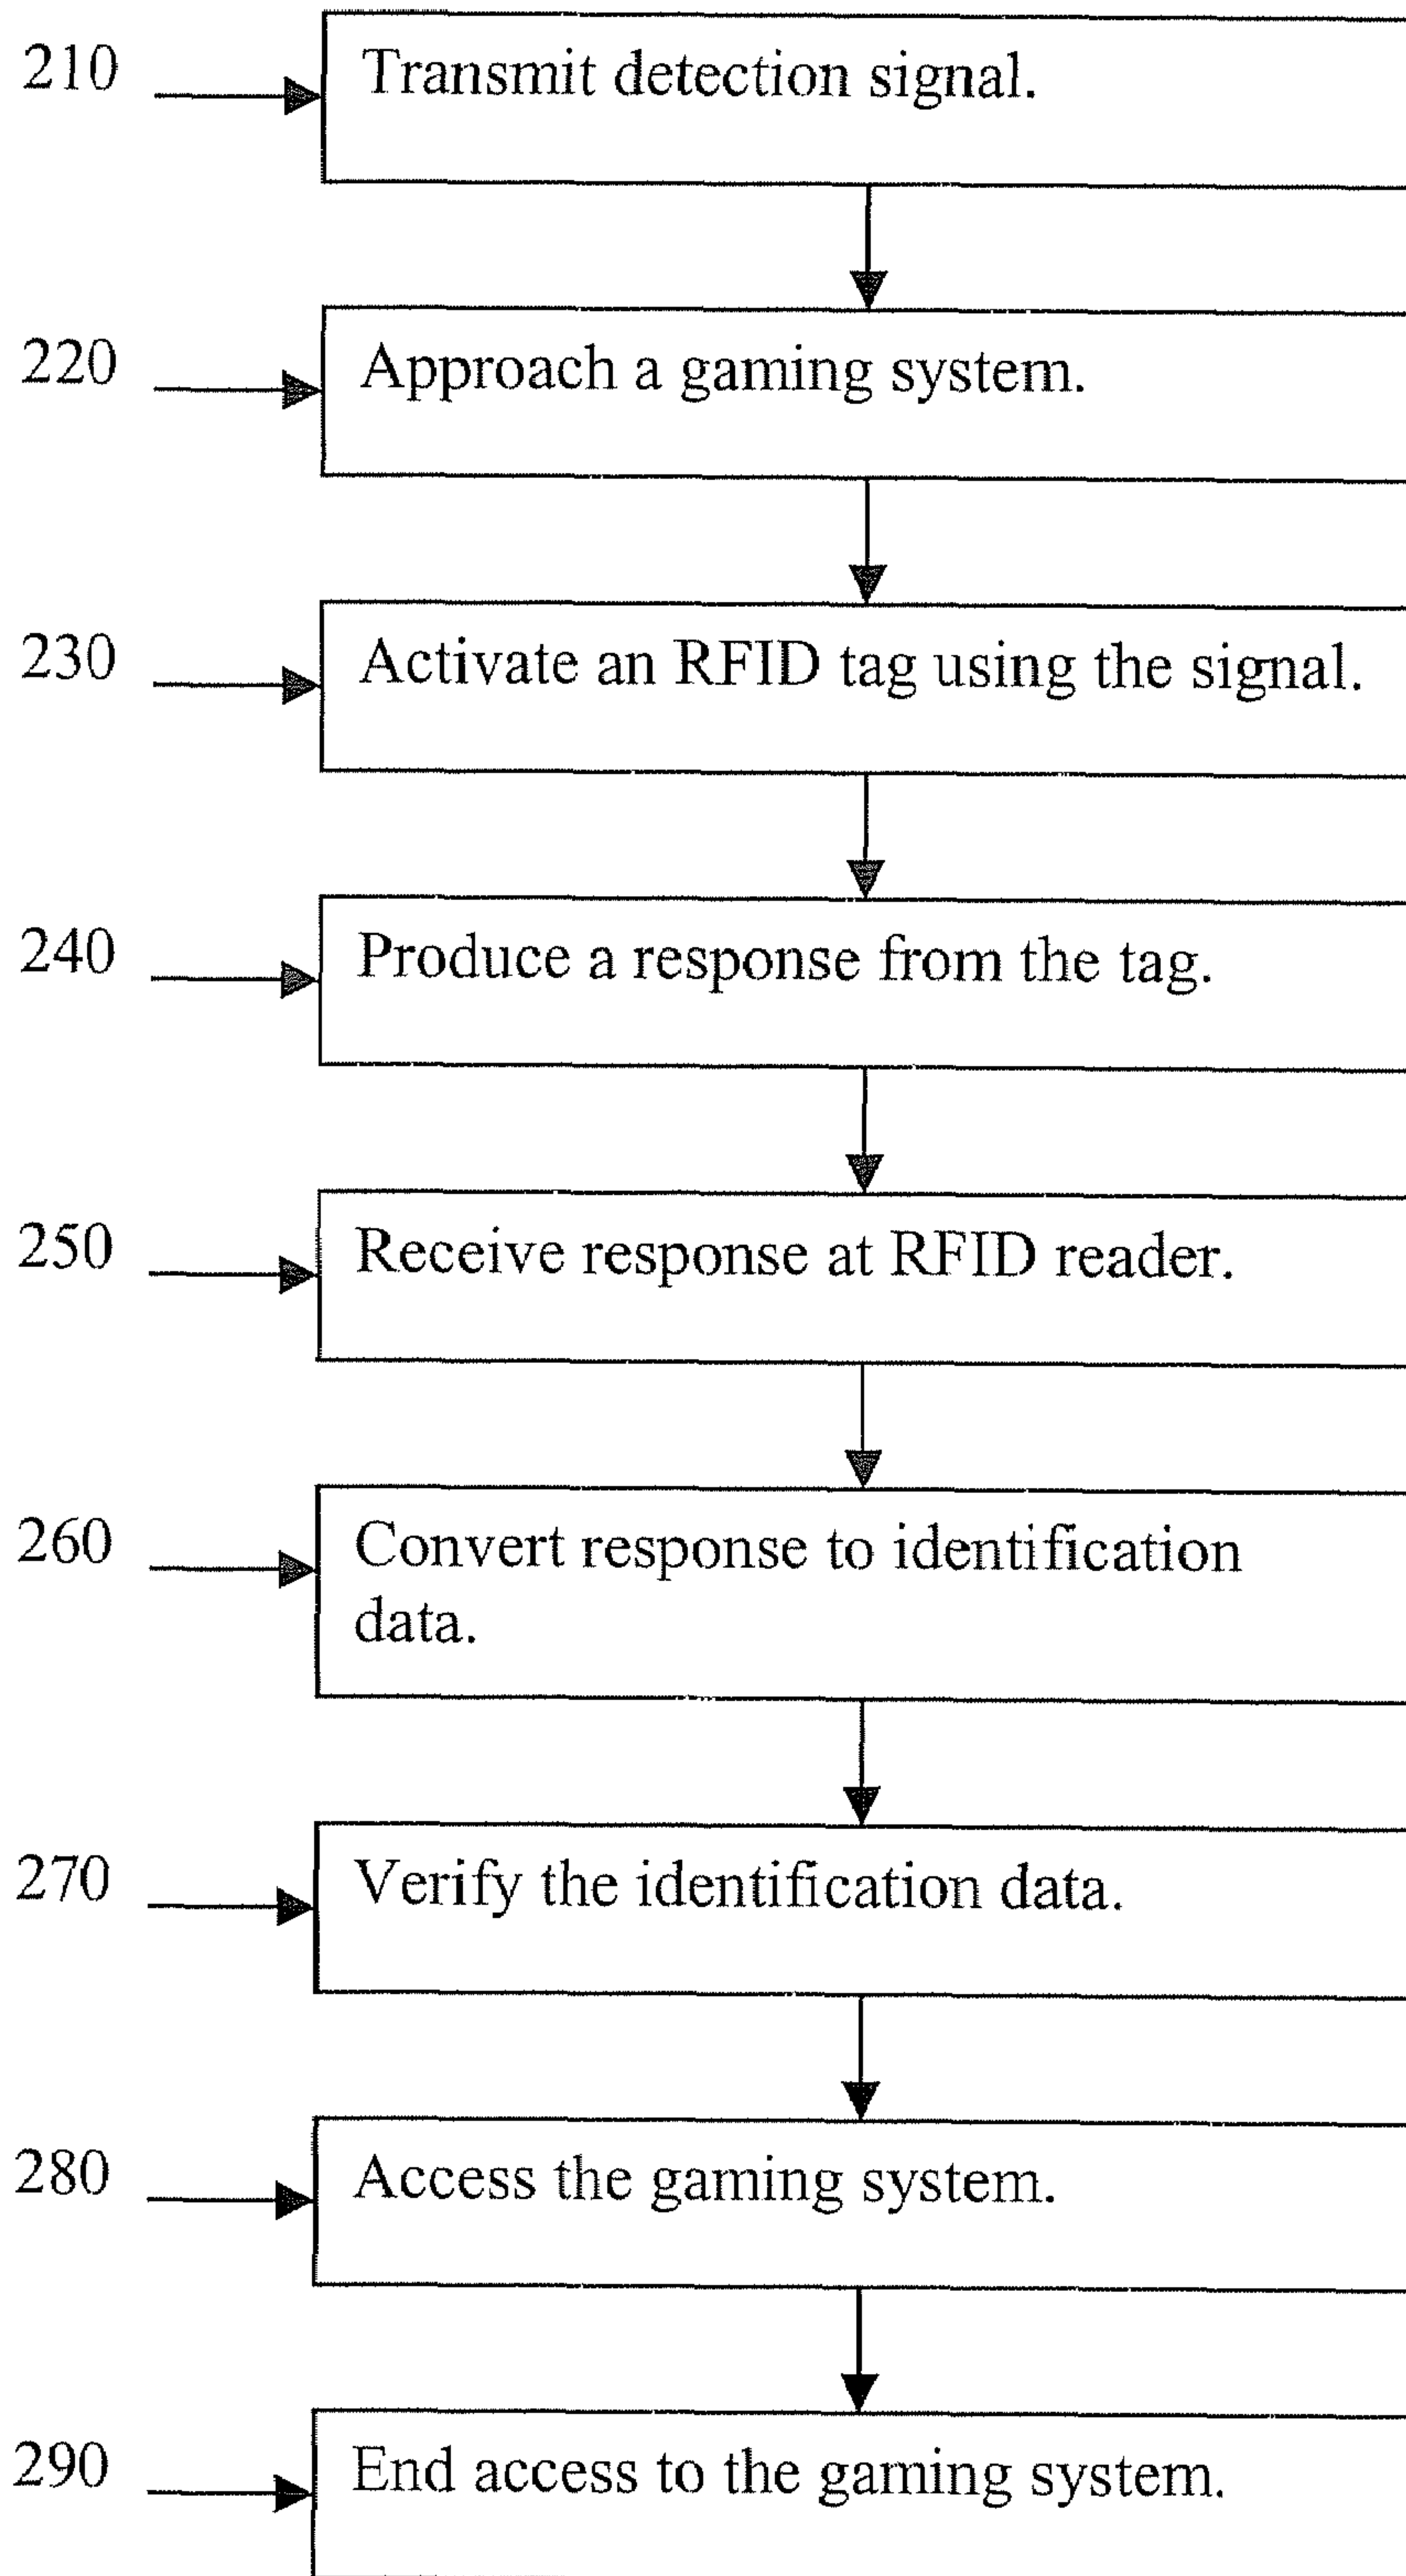 210
Transmit detection signal.
220
Approach a gaming system.
230
Activate an RFID tag using the signal.
240
Produce a response from the tag.
250
Receive response at RFID reader.
260
Convert response to identification
data.
270
Verify the identification data.
280
Access the gaming system.
290
End access to the gaming system.